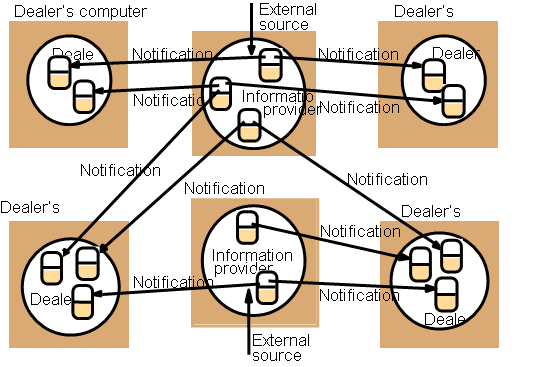 Dealer's computer
External
source
Dealer's
Deale
Notification
Notification
Dealer
Notification
Informatio
provider
Notification
Notification
Notification
Notification
Dealer's
Dealer's
Notification
Information
provider
Deale
Notification
Notification
Deale
External
source